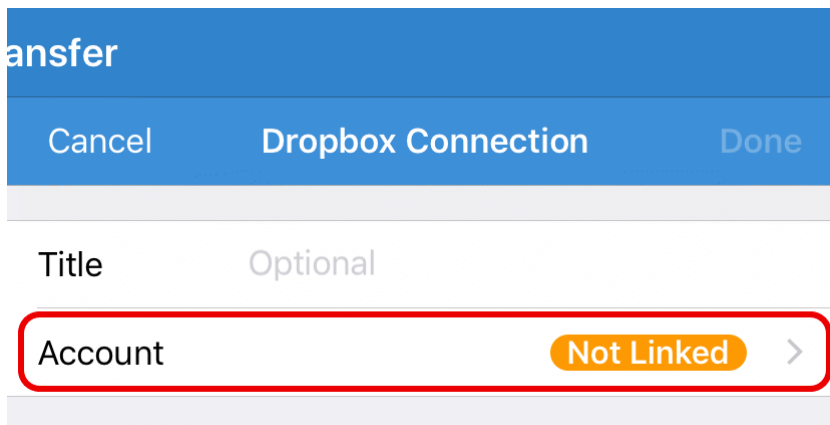 ansfer
Cancel Dropbox Connection Done
Title Optional
Account Not Linked